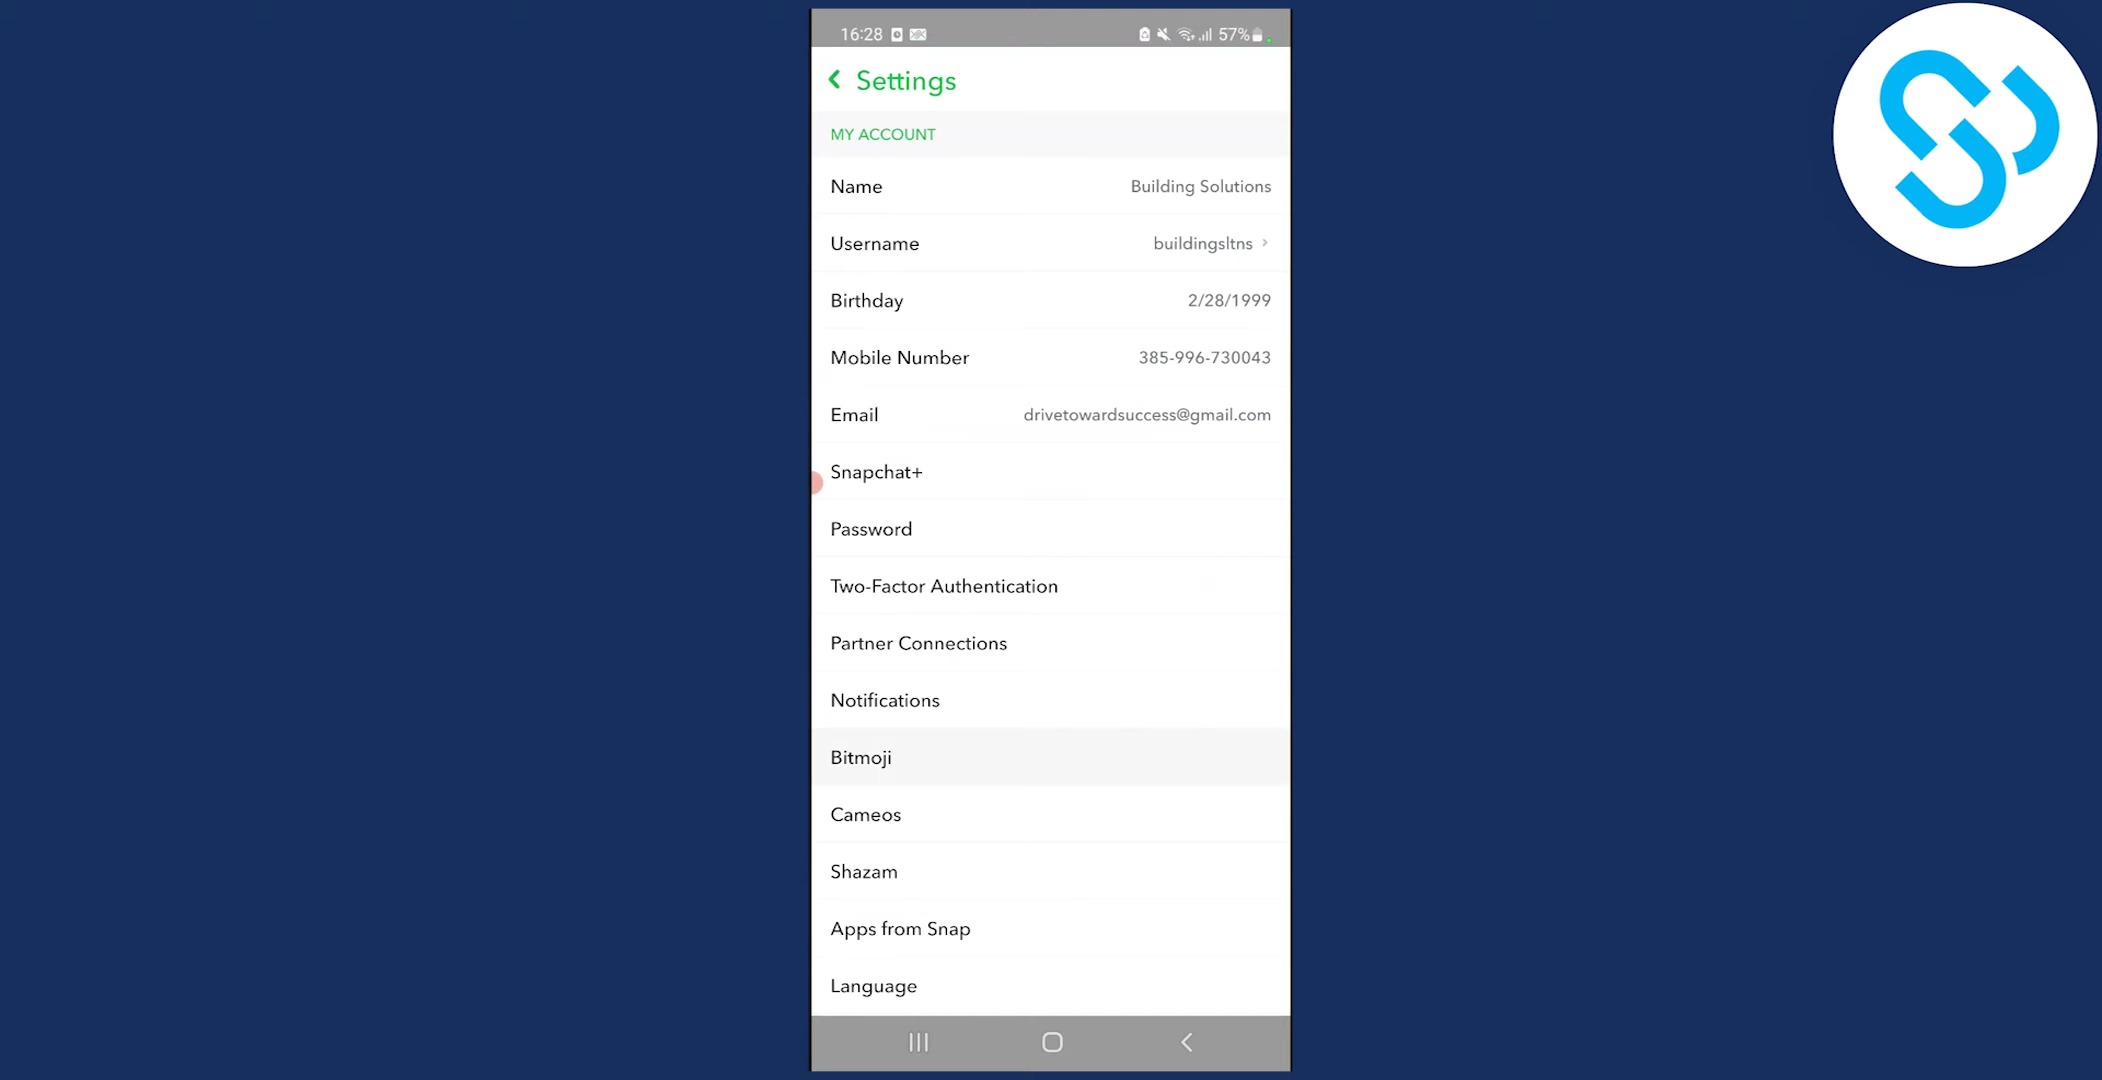 16:28
57%
Settings
MY ACCOUNT
Name Building Solutions
Username buildingsltns
Birthday 2/28/1999
Mobile Number 385-996-730043
Email drivetowardsuccess@gmail.com
Snapchat+
Password
Two-Factor Authentication
Partner Connections
Notifications
Bitmoji
Cameos
Shazam
Apps from Snap
Language